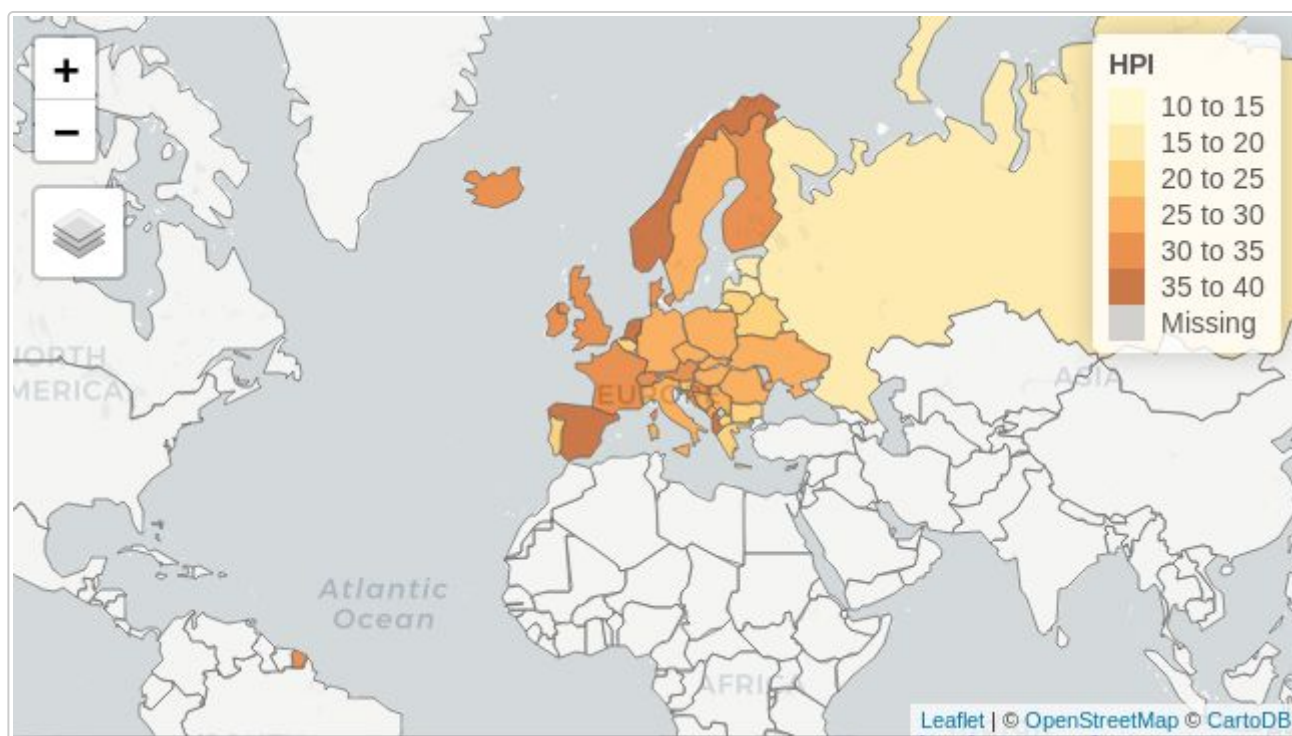 +
−
HPI
10 to 15
15 to 20
20 to 25
25 to 30
30 to 35
35 to 40
Missing
NORTH
AMERICA
EUROPE
ASIA
Atlantic
Ocean
AFRICA
Leaflet | © OpenStreetMap © CartoDB